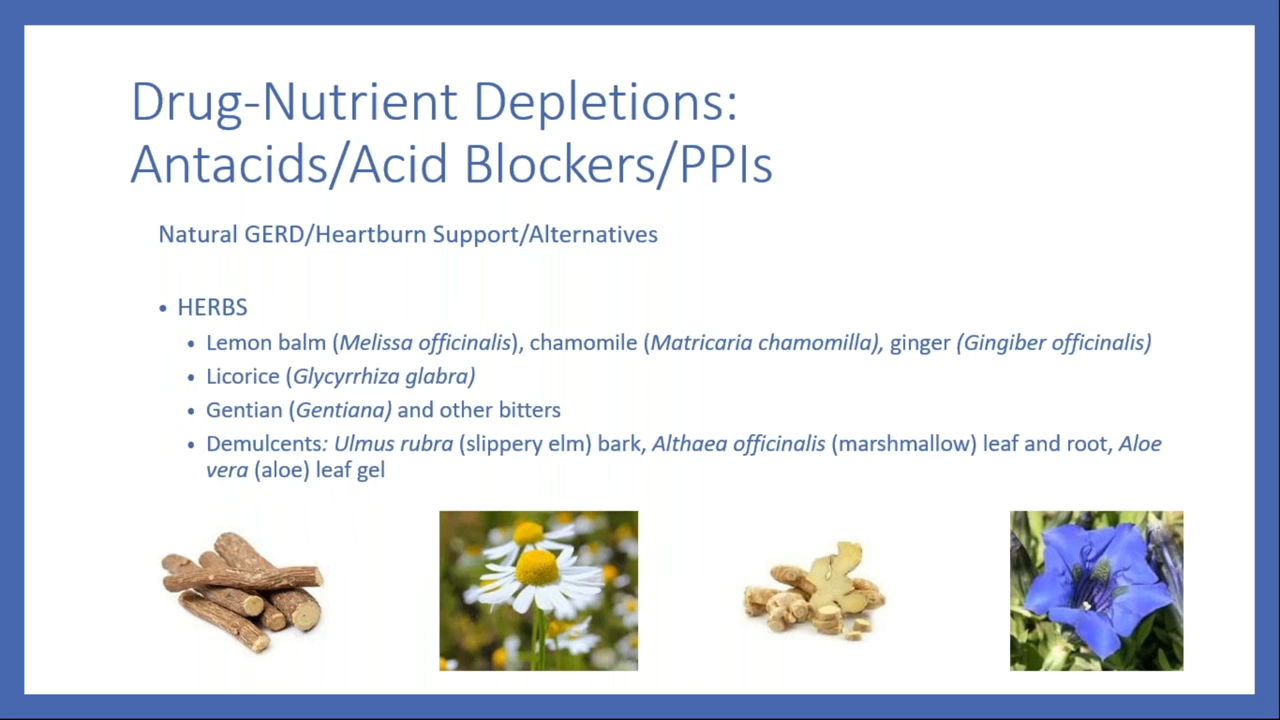 Drug-Nutrient Depletions:
Antacids/Acid Blockers/PPIs
Natural GERD/Heartburn Support/Alternatives
• HERBS
• Lemon balm (Melissa officinalis), chamomile (Matricaria chamomilla), ginger (Gingiber officinalis)
• Licorice (Glycyrrhiza glabra)
• Gentian (Gentiana) and other bitters
• Demulcents: Ulmus rubra (slippery elm) bark, Althaea officinalis (marshmallow) leaf and root, Aloe
vera (aloe) leaf gel